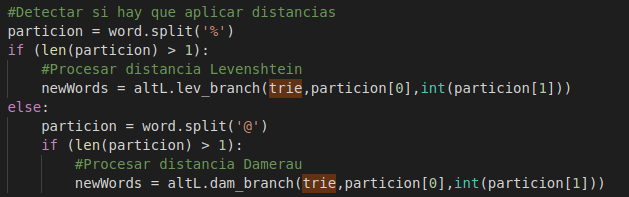 #Detectar si hay que aplicar distancias
particion = word.split('%')
if (len(particion) > 1):
    #Procesar distancia Levenshtein
    newWords = altL.lev_branch(trie,particion[0],int(particion[1]))
else:
    particion = word.split('@')
    if (len(particion) > 1):
        #Procesar distancia Damerau
        newWords = altL.dam_branch(trie,particion[0],int(particion[1]))